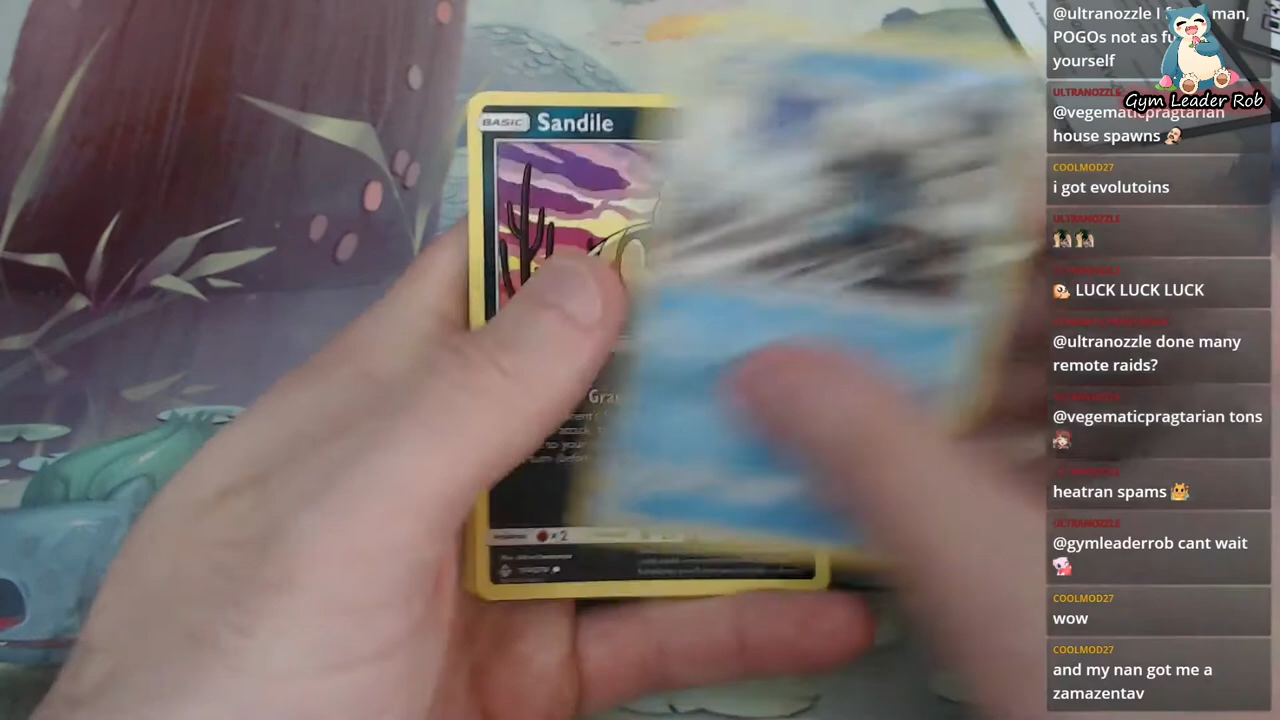 @ultranozzle I man,
POGOs not as fu
yourself
Gym Leader Rob
ULTRANOZZLE
@vegematicpragtarian
house spawns
COOLMOD27
i got evolutoins
ULTRANOZZLE
LUCK LUCK LUCK
@ultranozzle done many
remote raids?
@vegematicpragtarian tons
heatran spams
ULTRANOZZLE
@gymleaderrob cant wait
COOLMOD27
wow
COOLMOD27
and my nan got me a
zamazentav
BASIC Sandile
×2